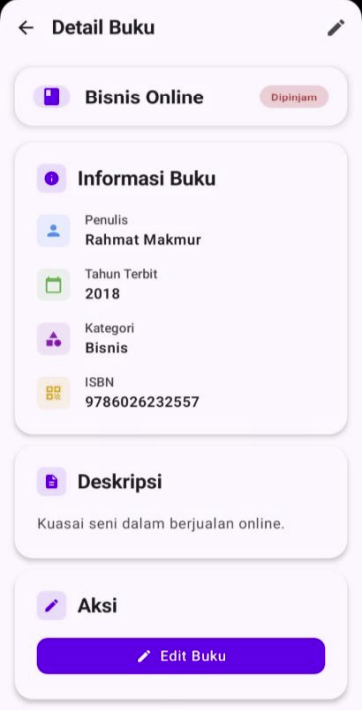 Detail Buku
Bisnis Online
Dipinjam
Informasi Buku
Penulis
Rahmat Makmur
Tahun Terbit
2018
Kategori
Bisnis
ISBN
9786026232557
Deskripsi
Kuasai seni dalam berjualan online.
Aksi
Edit Buku